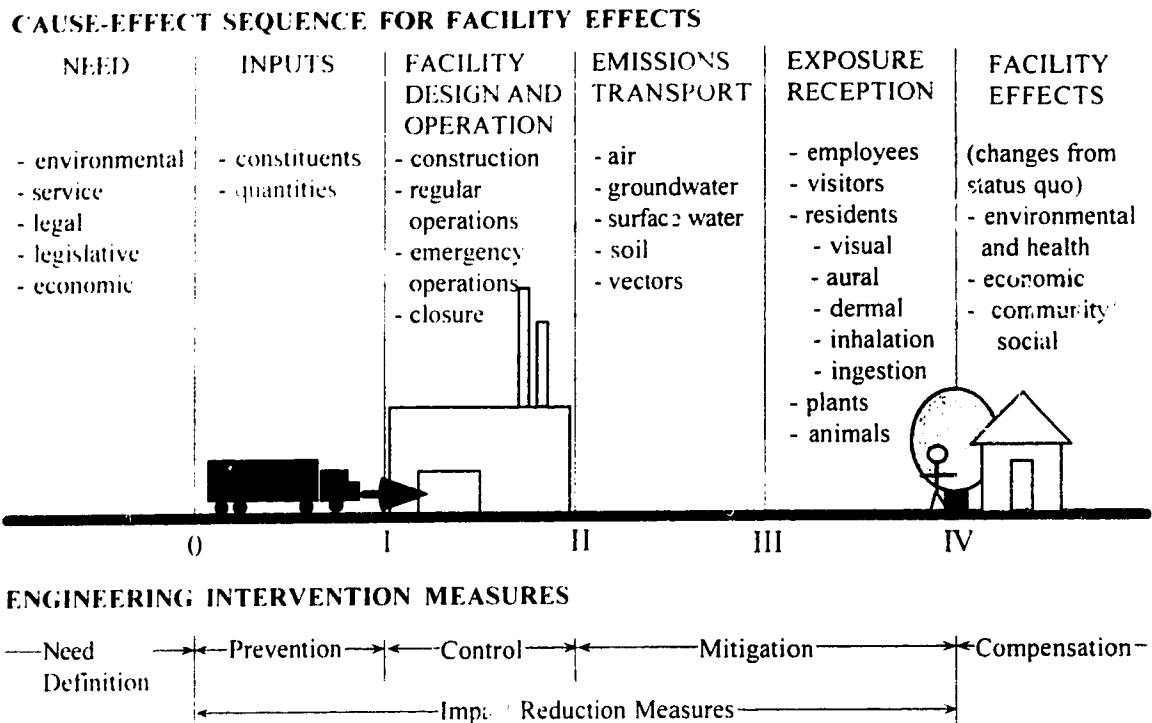 CAUSE-EFFECT SEQUENCE FOR FACILITY EFFECTS
NEED
- environmental
- service
- legal
- legislative
- economic
INPUTS
- constituents
- quantities
FACILITY
DESIGN AND
OPERATION
- construction
- regular
operations
- emergency
operations
- closure
EMISSIONS
TRANSPORT
- air
- groundwater
- surface water
- soil
- vectors
EXPOSURE
RECEPTION
- employees
- visitors
- residents
- visual
- aural
- dermal
- inhalation
- ingestion
- plants
- animals
FACILITY
EFFECTS
(changes from
status quo)
- environmental
and health
- economic
- community/
social
0
I
II
III
IV
ENGINEERING INTERVENTION MEASURES
Need
Definition
Prevention
Control
Mitigation
Compensation
Reduction Measures